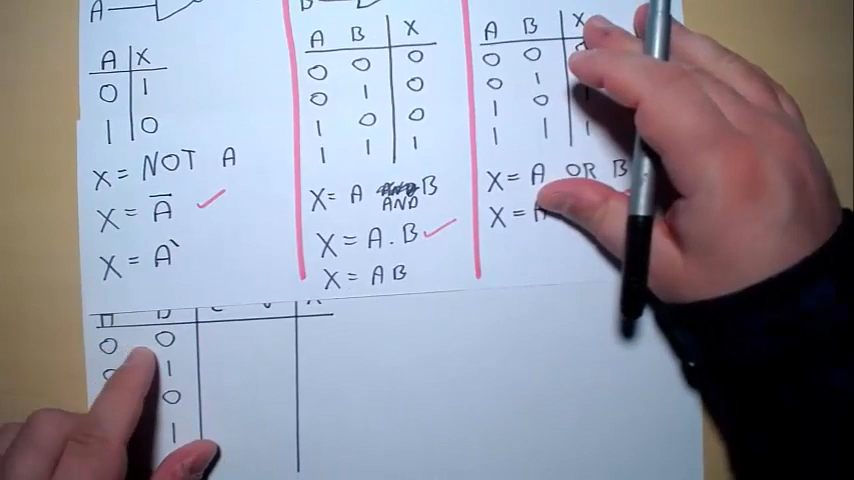 A
A X
0 1
1 0
X = NOT A
X = A̅
X = A`
B
A B X
0 0 0
0 1 0
1 0 0
1 1 1
X = A AND B
X = A . B
X = AB
A B X
0 0
0 1
1 0
1 1 1
X = A OR B
X = A
B X
0 0
1
0
1